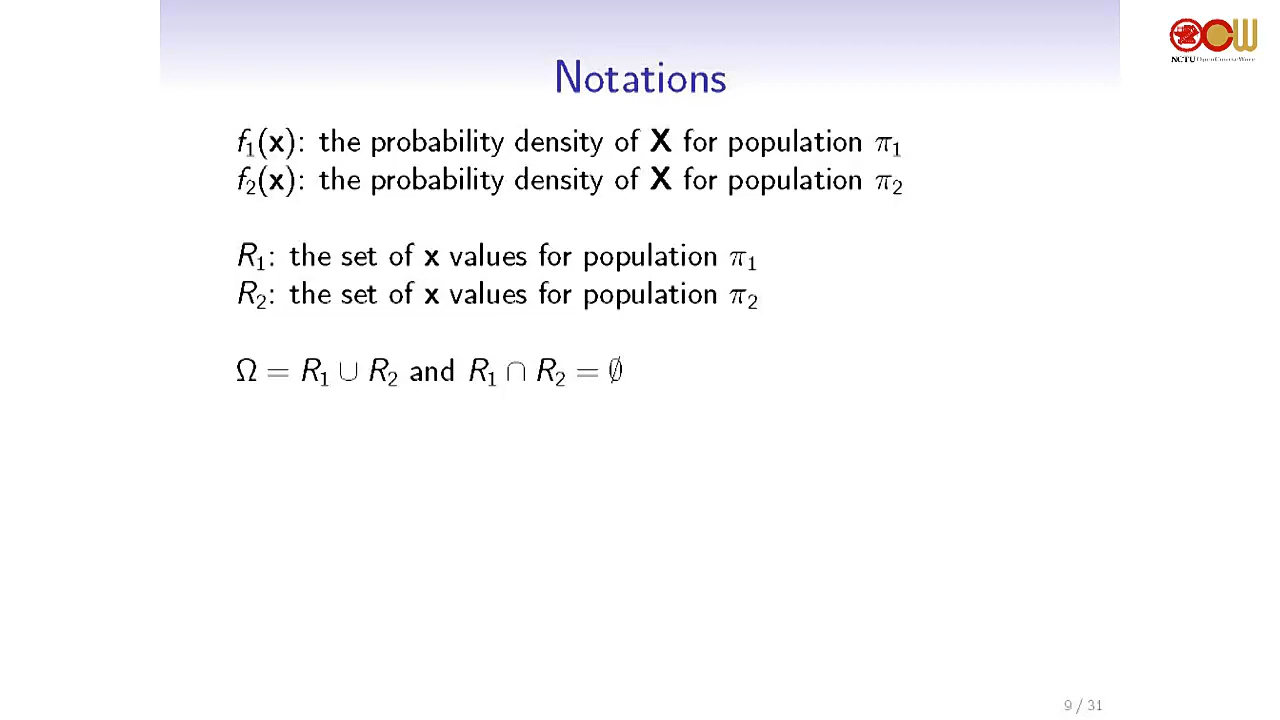 NCTU OpenCourseWare
Notations
f₁(x): the probability density of X for population π₁
f₂(x): the probability density of X for population π₂
R₁: the set of x values for population π₁
R₂: the set of x values for population π₂
Ω = R₁ ∪ R₂ and R₁ ∩ R₂ = ∅
9 / 31